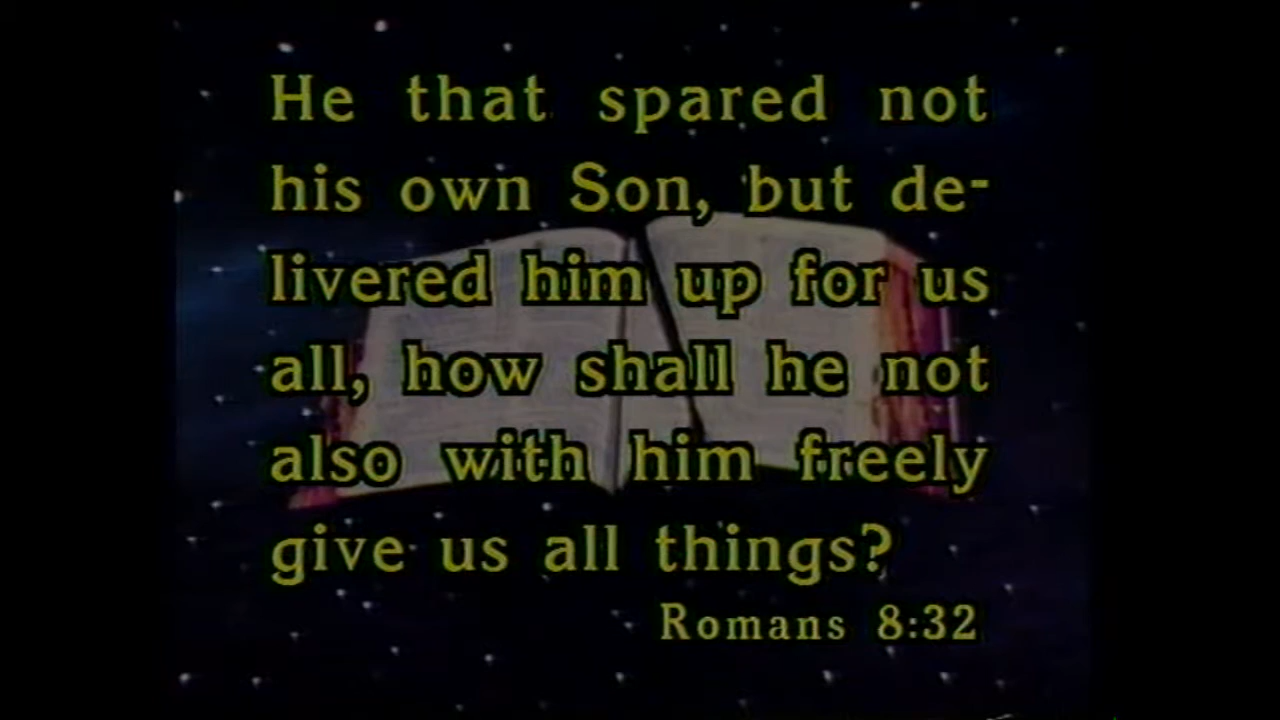 He that spared not
his own Son, but de-
livered him up for us
all, how shall he not
also with him freely
give us all things?
Romans 8:32